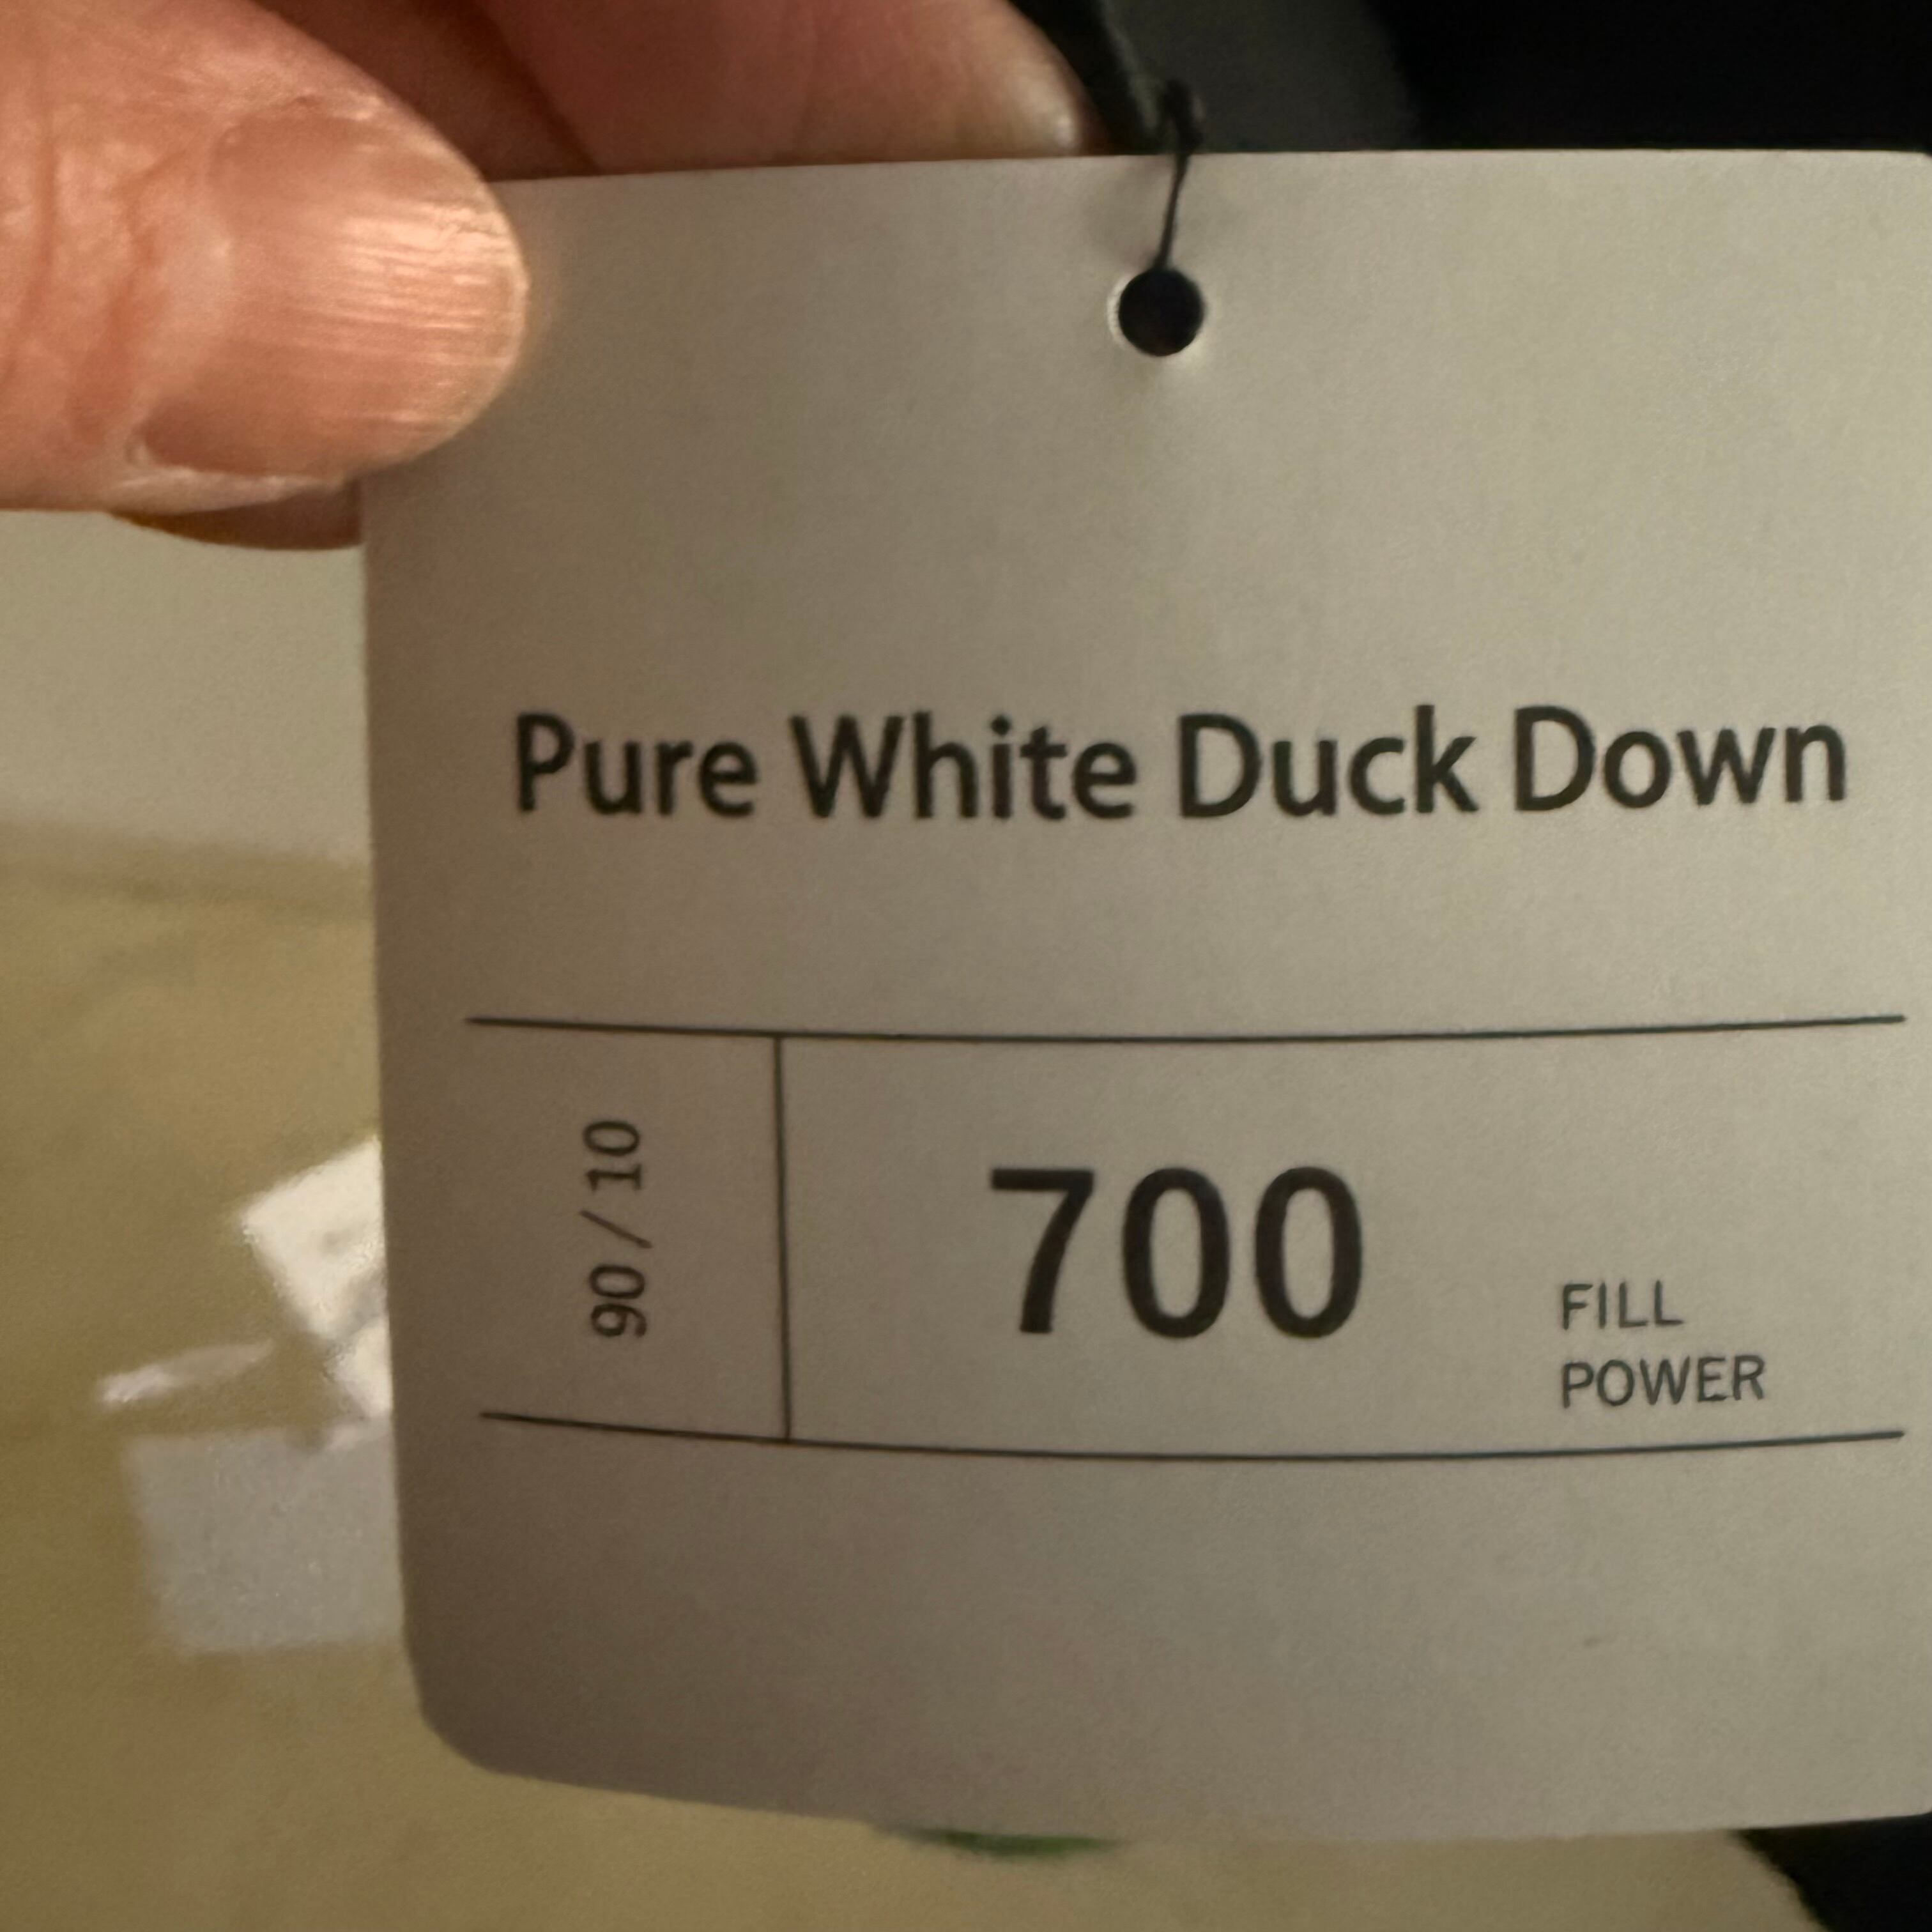 Pure White Duck Down
90 / 10
700
FILL
POWER